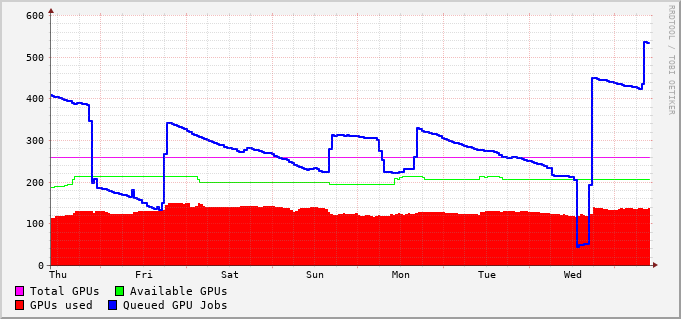 RRDTOOL / TOBI OETIKER
600
500
400
300
200
100
0
Thu Fri Sat Sun Mon Tue Wed
Total GPUs Available GPUs
GPUs used Queued GPU Jobs